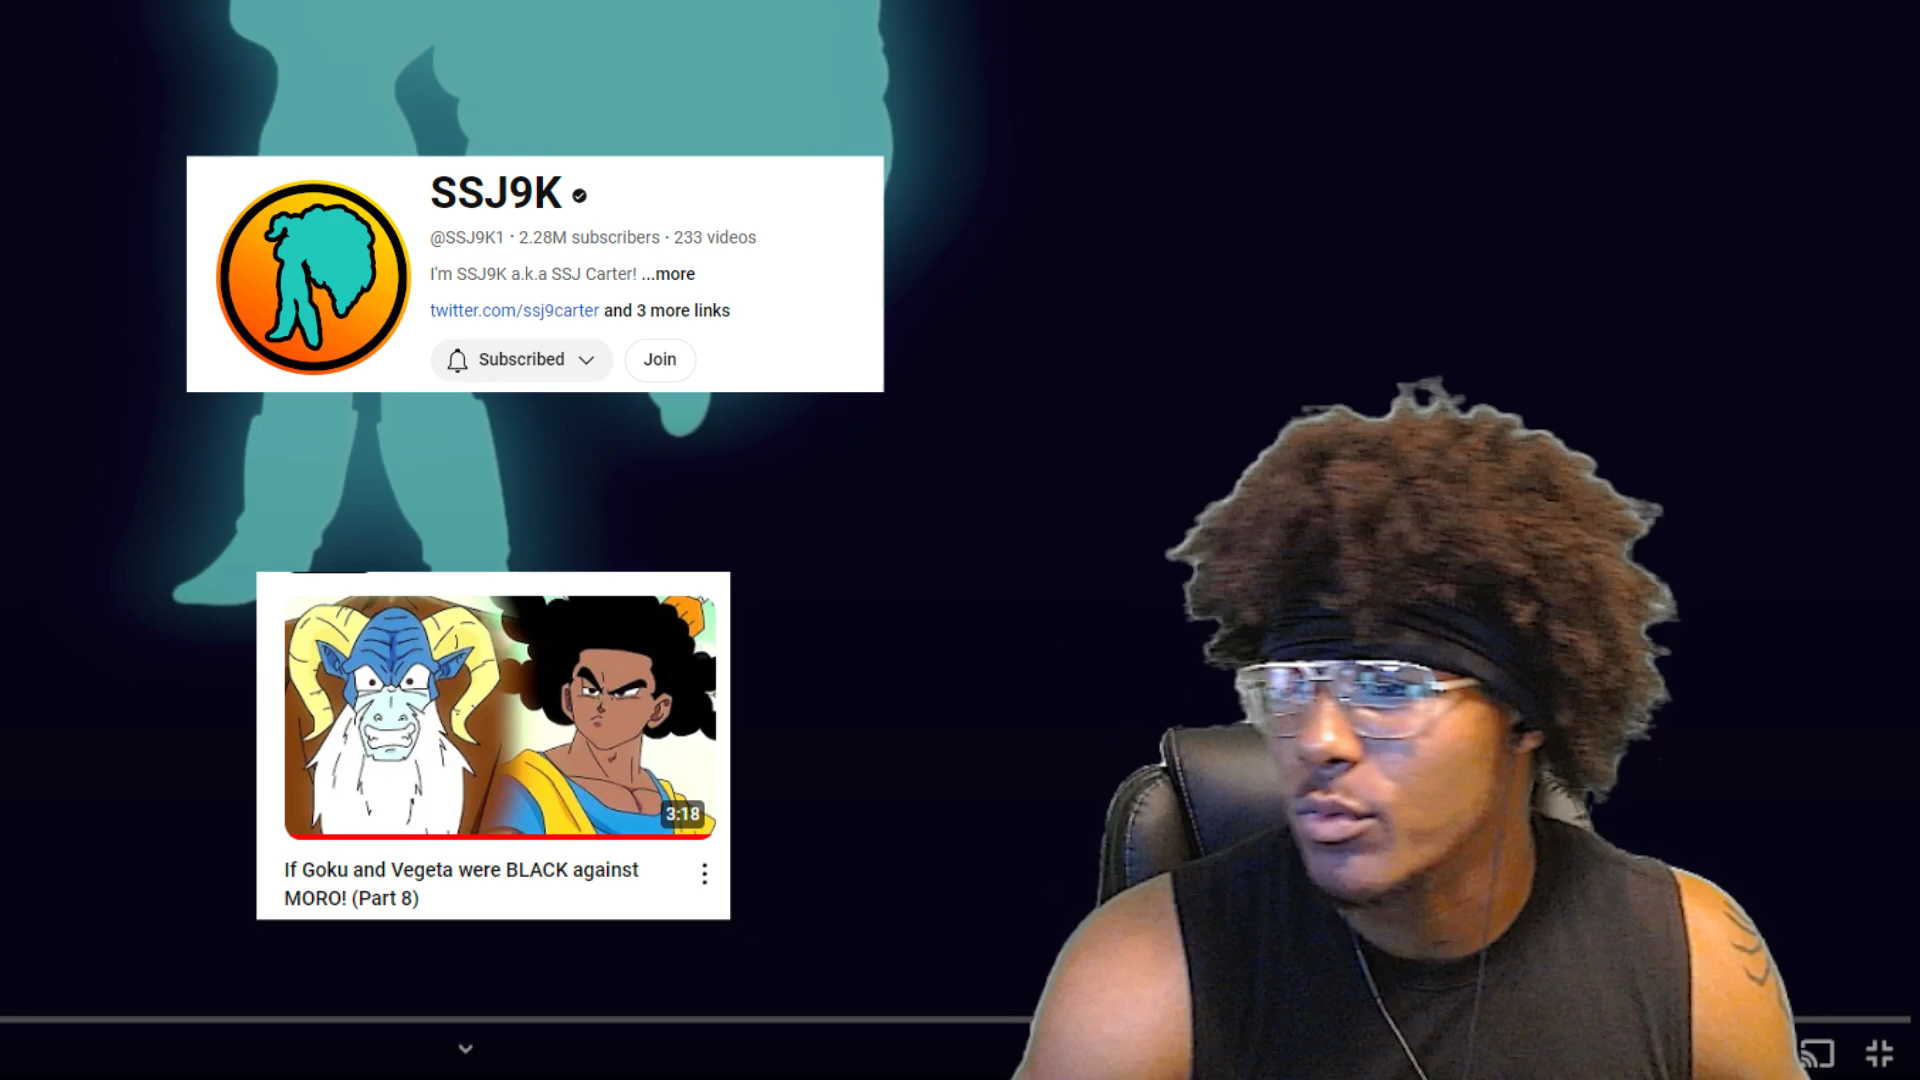 SSJ9K
@SSJ9K1 · 2.28M subscribers · 233 videos
I'm SSJ9K a.k.a SSJ Carter! ...more
twitter.com/ssj9carter and 3 more links
Subscribed
Join
3:18
If Goku and Vegeta were BLACK against
MORO! (Part 8)